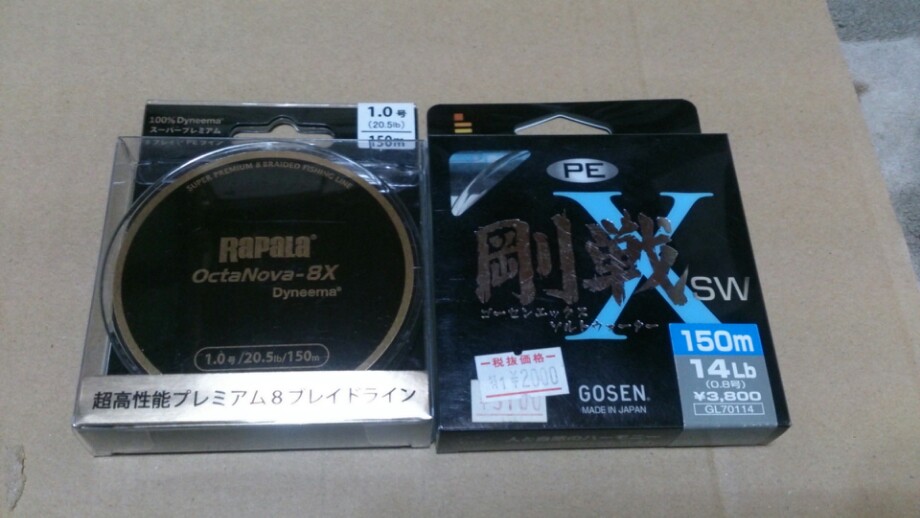 100% Dyneema®
スーパープレミアム
1.0号
(20.5lb)
150m
SUPER PREMIUM 8 BRAIDED FISHING LINE
RAPALA®
OctaNova-8X
Dyneema®
1.0号/20.5lb/150m
超高性能プレミアム8ブレイドライン
PE
X
剛戦
SW
ゴーセンエックス
ソルトウォーター
150m
14Lb
(0.8号)
¥3,800
GL70114
税抜価格
¥2000
GOSEN®
MADE IN JAPAN